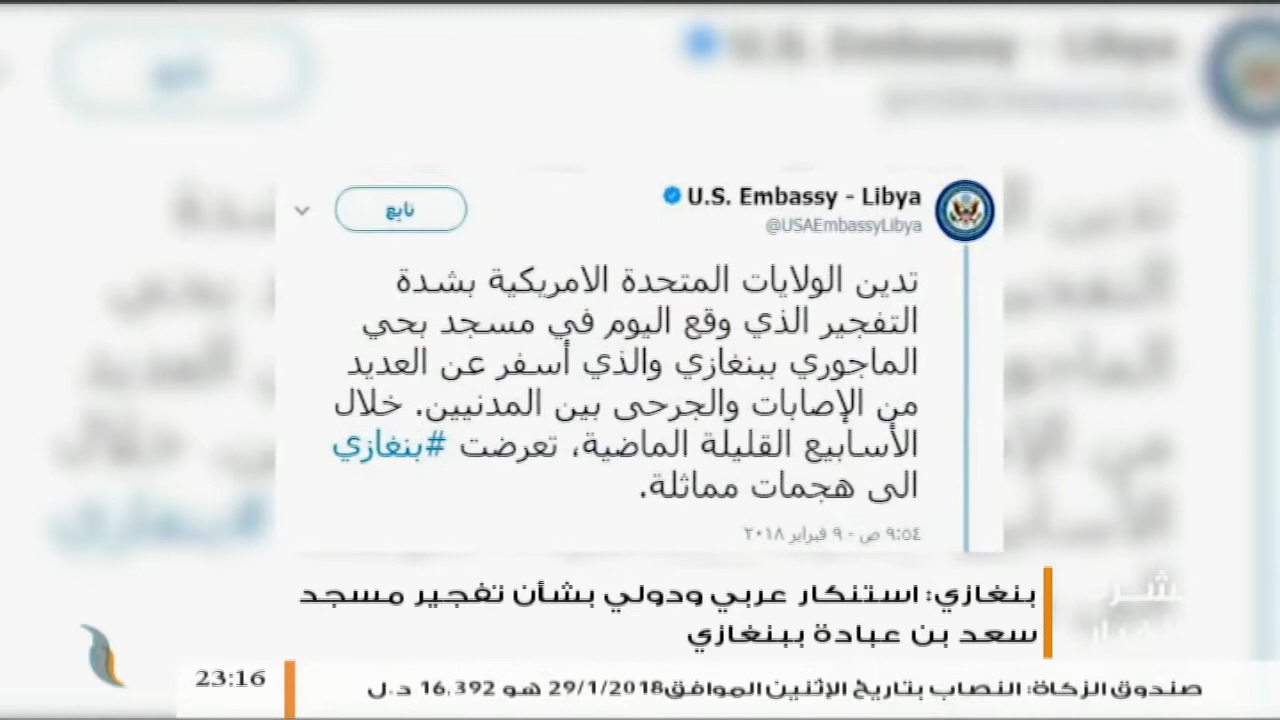 U.S. Embassy - Libya
@USAEmbassyLibya
تابع
تدين الولايات المتحدة الامريكية بشدة
التفجير الذي وقع اليوم في مسجد بحي
الماجوري ببنغازي والذي أسفر عن العديد
من الإصابات والجرحى بين المدنيين. خلال
الأسابيع القليلة الماضية، تعرضت #بنغازي
الى هجمات مماثلة.
٩:٥٤ ص - ٩ فبراير ٢٠١٨
بنغازي: استنكار عربي ودولي بشأن تفجير مسجد
سعد بن عبادة ببنغازي
صندوق الزكاة: النصاب بتاريخ الإثنين الموافق29/1/2018 هو 16,392 د.ل
23:16